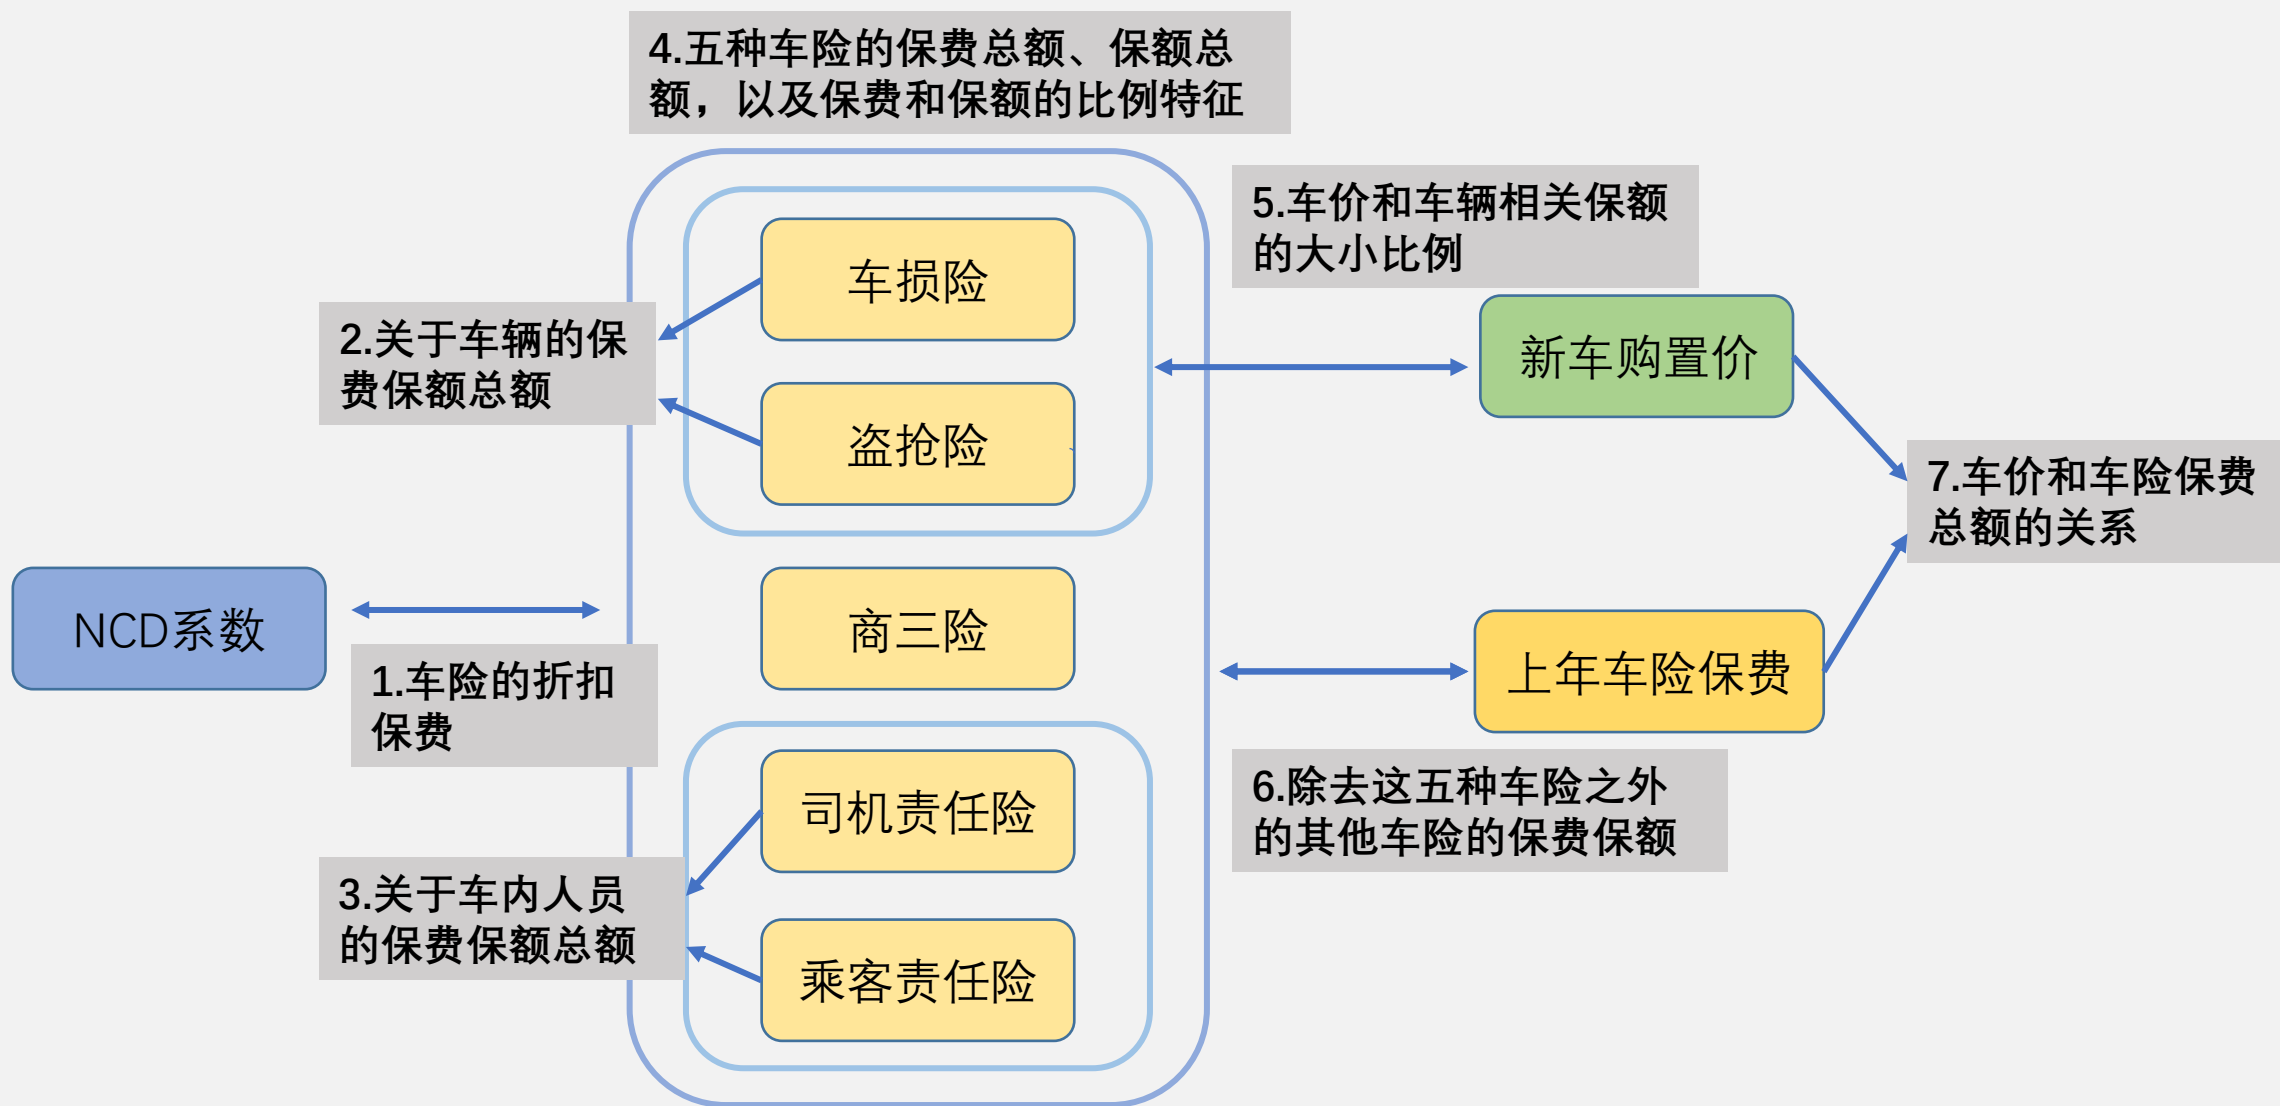 4.五种车险的保费总额、保额总
额，以及保费和保额的比例特征
5.车价和车辆相关保额
的大小比例
车损险
2.关于车辆的保
费保额总额
新车购置价
盗抢险
7.车价和车险保费
总额的关系
NCD系数
商三险
1.车险的折扣
保费
上年车险保费
司机责任险
6.除去这五种车险之外
的其他车险的保费保额
3.关于车内人员
的保费保额总额
乘客责任险